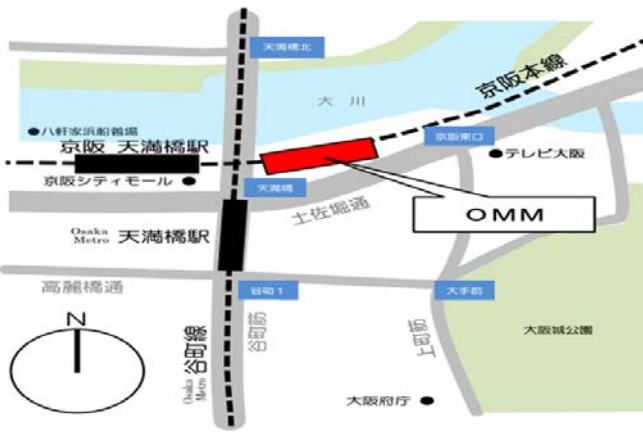 天満橋北
大川
京阪本線
八軒家浜船着場
京阪 天満橋駅
京阪東口
テレビ大阪
京阪シティモール
天満橋
土佐堀通
OMM
Osaka
Metro 天満橋駅
高麗橋通
谷町1
大手前
N
Osaka
Metro 谷町線
谷町筋
上町筋
大阪城公園
大阪府庁